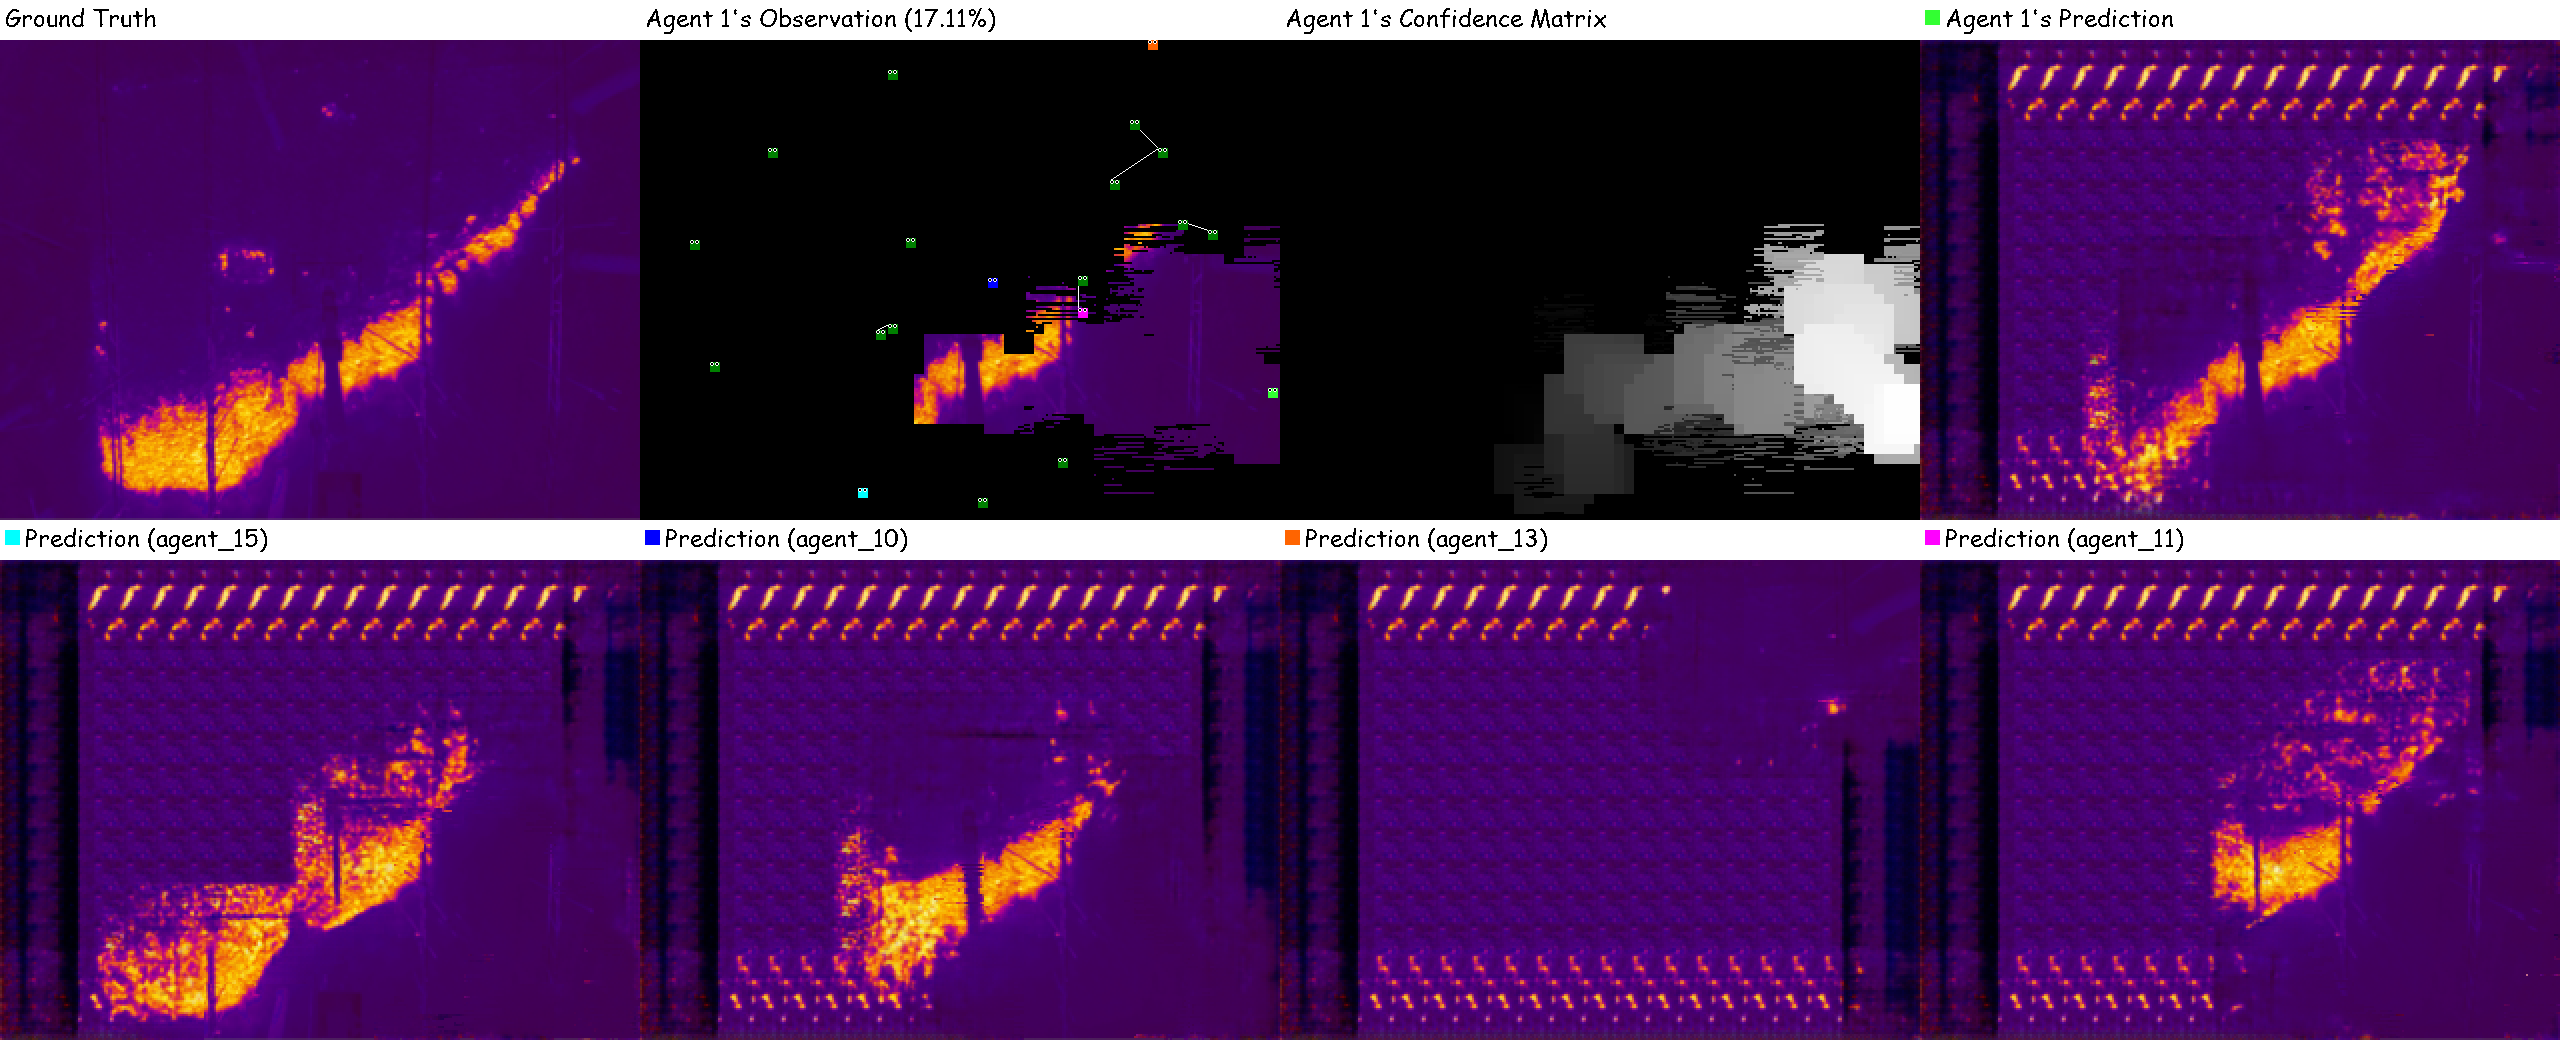 Ground Truth
Agent 1's Observation (17.11%)
Agent 1's Confidence Matrix
Agent 1's Prediction
Prediction (agent_15)
Prediction (agent_10)
Prediction (agent_13)
Prediction (agent_11)